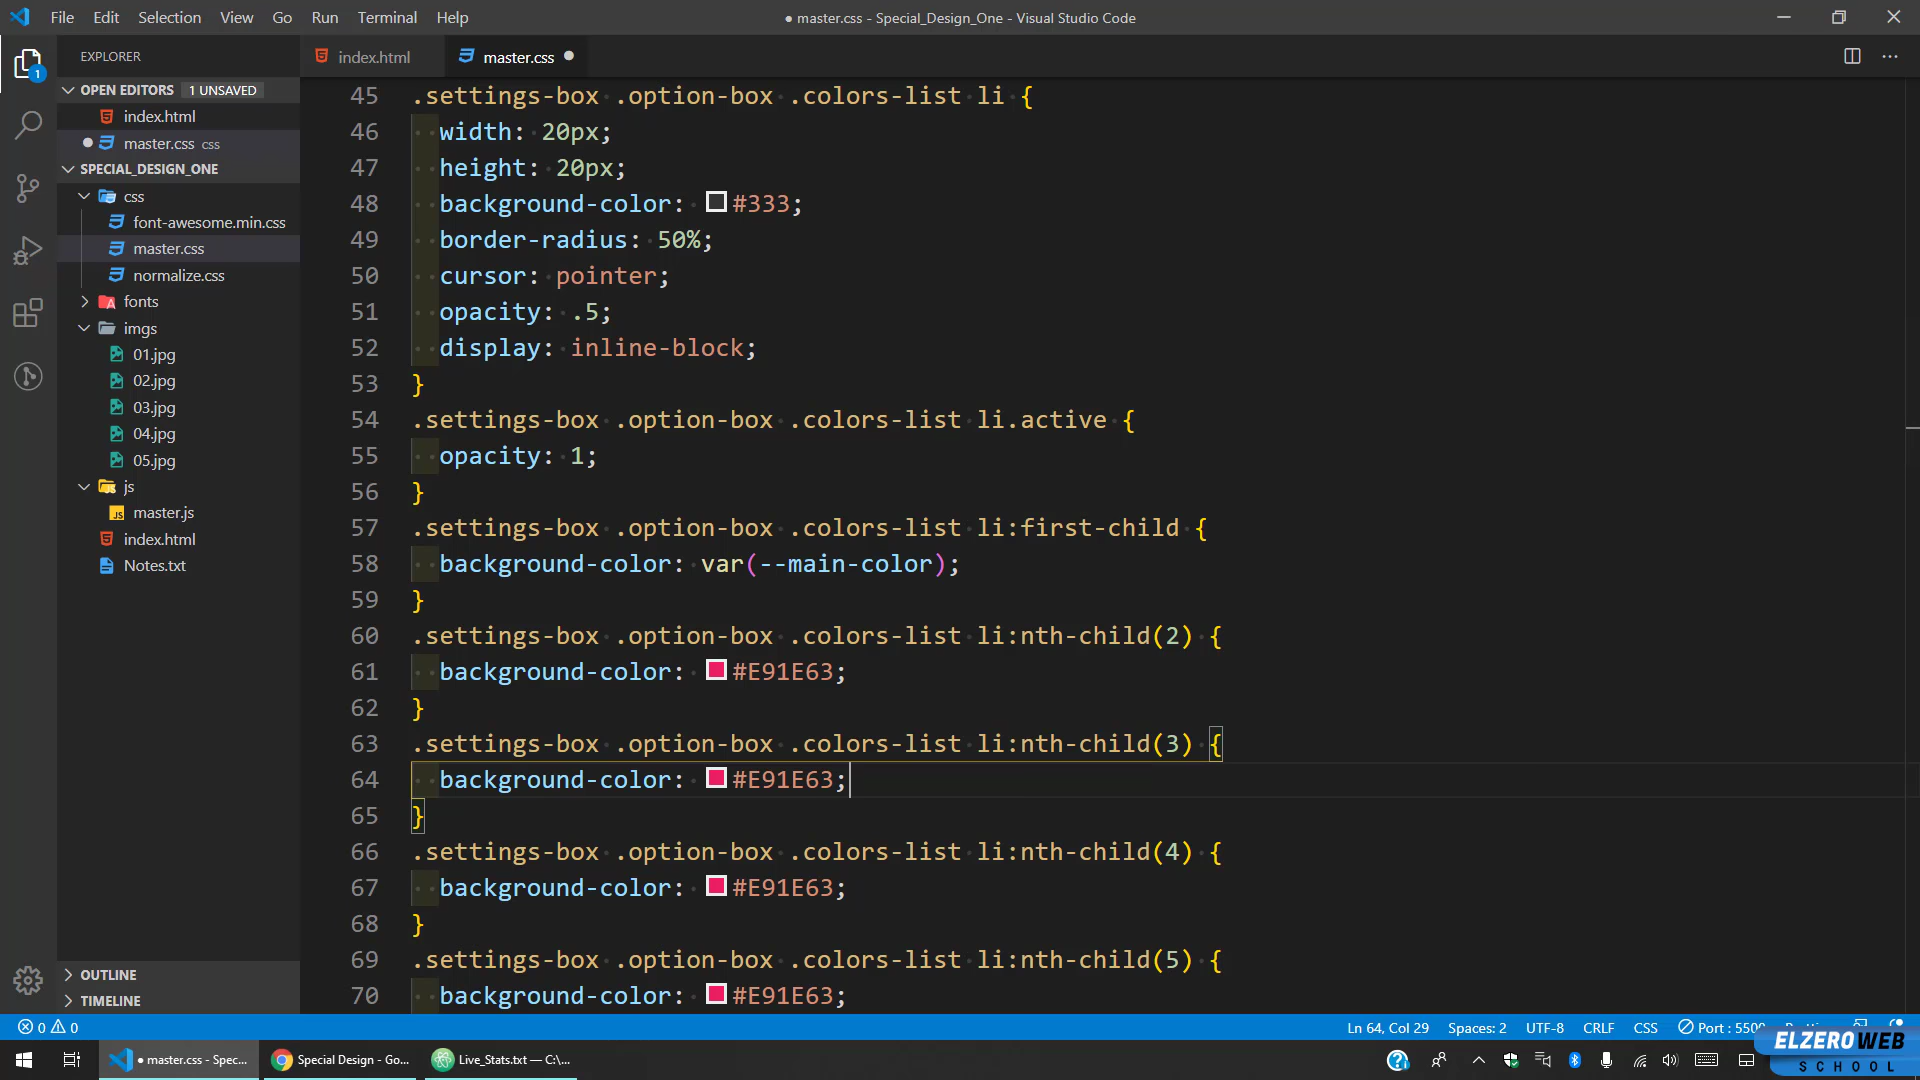 File Edit Selection View Go Run Terminal Help
● master.css - Special_Design_One - Visual Studio Code
EXPLORER
index.html
master.css
1
OPEN EDITORS 1 UNSAVED
index.html
master.css css
SPECIAL_DESIGN_ONE
css
font-awesome.min.css
master.css
normalize.css
fonts
imgs
01.jpg
02.jpg
03.jpg
04.jpg
05.jpg
js
master.js
index.html
Notes.txt
OUTLINE
TIMELINE
45 .settings-box .option-box .colors-list li {
46 width: 20px;
47 height: 20px;
48 background-color: #333;
49 border-radius: 50%;
50 cursor: pointer;
51 opacity: .5;
52 display: inline-block;
53 }
54 .settings-box .option-box .colors-list li.active {
55 opacity: 1;
56 }
57 .settings-box .option-box .colors-list li:first-child {
58 background-color: var(--main-color);
59 }
60 .settings-box .option-box .colors-list li:nth-child(2) {
61 background-color: #E91E63;
62 }
63 .settings-box .option-box .colors-list li:nth-child(3) {
64 background-color: #E91E63;
65 }
66 .settings-box .option-box .colors-list li:nth-child(4) {
67 background-color: #E91E63;
68 }
69 .settings-box .option-box .colors-list li:nth-child(5) {
70 background-color: #E91E63;
0 0
Ln 64, Col 29 Spaces: 2 UTF-8 CRLF CSS Port : 5500
● master.css - Spec...
Special Design - Go...
Live_Stats.txt — C:\...
ELZEROWEB
SCHOOL